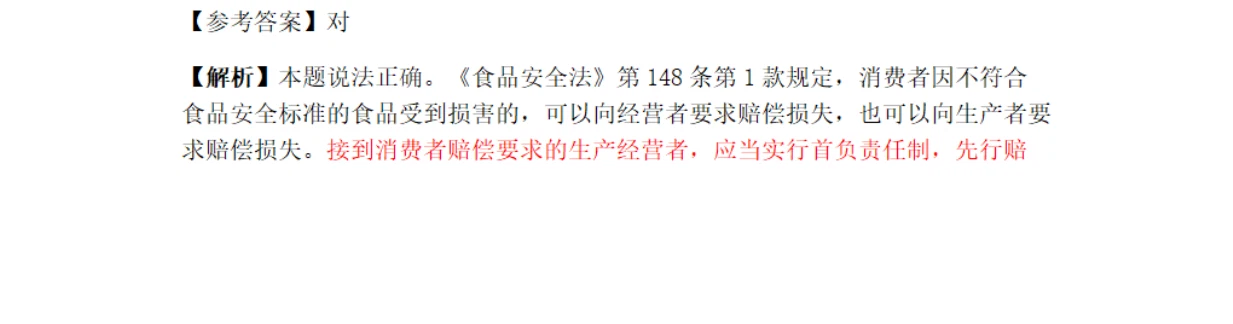 【参考答案】对
【解析】本题说法正确。《食品安全法》第 148 条第 1 款规定，消费者因不符合
食品安全标准的食品受到损害的，可以向经营者要求赔偿损失，也可以向生产者要
求赔偿损失。接到消费者赔偿要求的生产经营者，应当实行首负责任制，先行赔